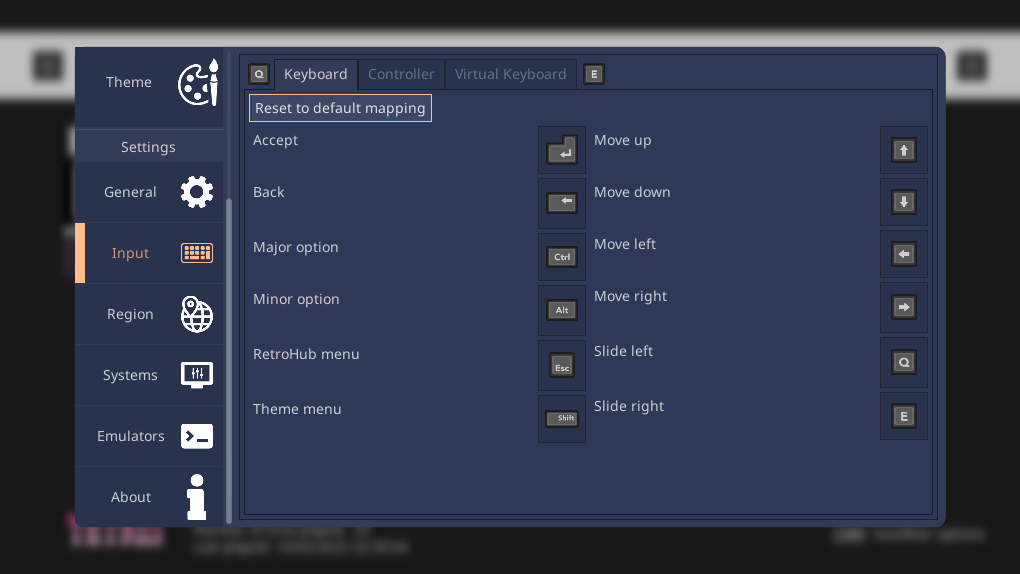 Theme
Settings
General
Input
Region
Systems
Emulators
About
Q Keyboard Controller Virtual Keyboard E
Reset to default mapping
Accept
Back
Major option Ctrl
Minor option Alt
RetroHub menu Esc
Theme menu Shift
Move up
Move down
Move left
Move right
Slide left Q
Slide right E